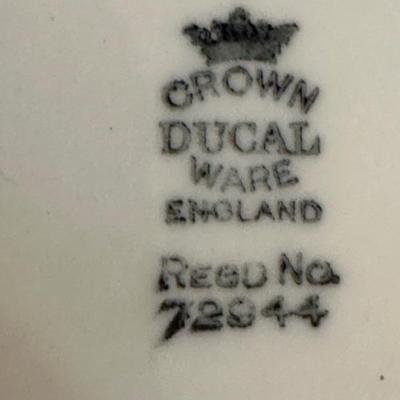 CROWN
DUCAL
WARE
ENGLAND
REGD No.
72944